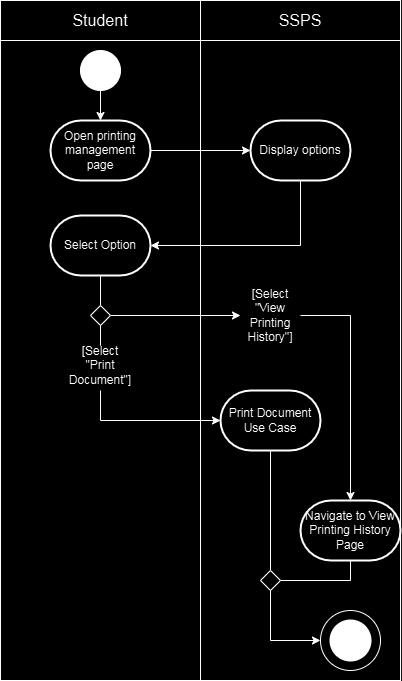 Student
SSPS
Open printing
management
page
Display options
Select Option
[Select
"View
Printing
History"]
[Select
"Print
Document"]
Print Document
Use Case
Navigate to View
Printing History
Page